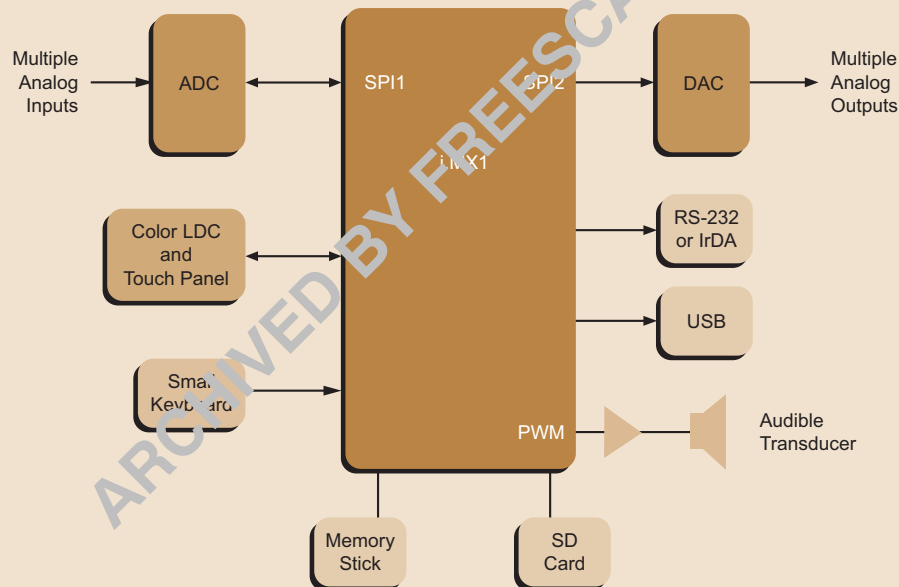 Multiple
Analog
Inputs
ADC
SPI1
SPI2
DAC
Multiple
Analog
Outputs
i.MX1
Color LDC
and
Touch Panel
RS-232
or IrDA
USB
Small
Keyboard
PWM
Audible
Transducer
Memory
Stick
SD
Card
ARCHIVED BY FREESCA